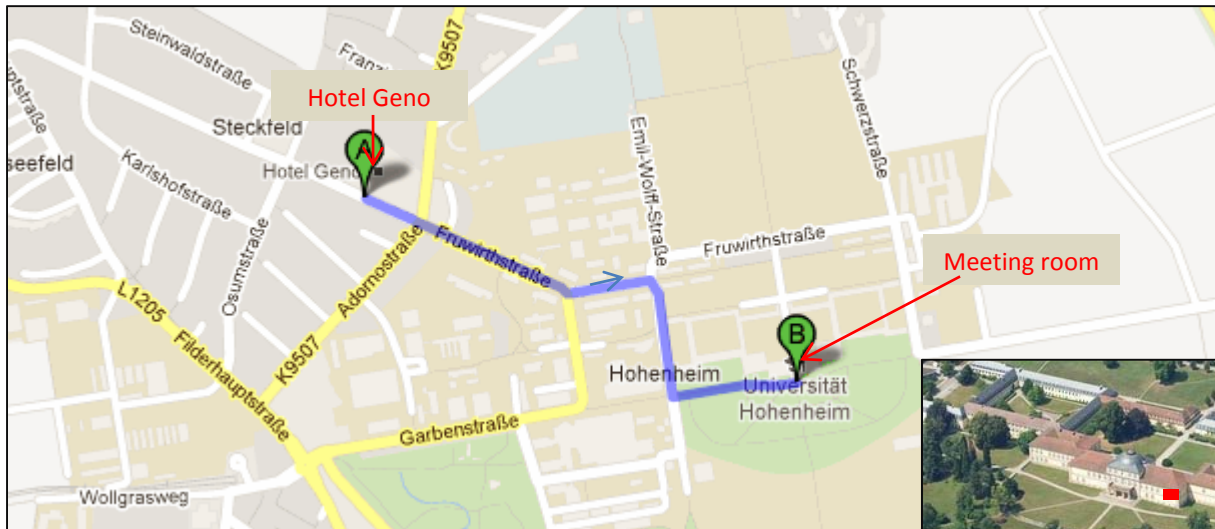 Steinwaldstraße
Franzi
K9507
Hotel Geno
Steckfeld
A
Hotel Geno
seefeld
Karlshofstraße
Osumstraße
Adornostraße
K9507
L1205
Filderhauptstraße
Fruwirthstraße
Emil-Wolff-Straße
Schwerzstraße
Fruwirthstraße
Meeting room
B
Hohenheim
Universität
Hohenheim
Garbenstraße
Wollgrasweg